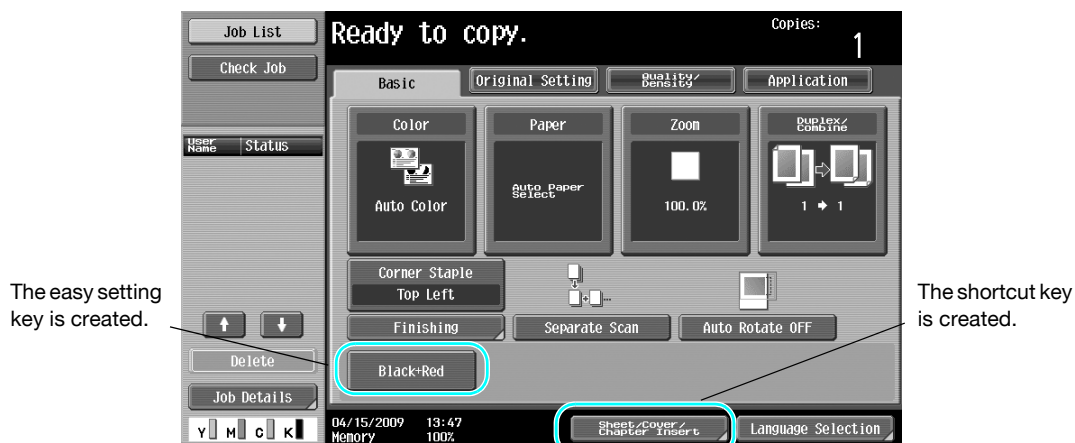 Job List
Ready to copy.
Copies:
1
Check Job
Basic
Original Setting
Quality/
Density
Application
User
Name
Status
Color
Paper
Zoom
Duplex/
Combine
Auto Color
Auto Paper
Select
100.0%
1 → 1
Corner Staple
Top Left
Finishing
Separate Scan
Auto Rotate OFF
The easy setting
key is created.
The shortcut key
is created.
Delete
Black+Red
Job Details
Y M C K
04/15/2009 13:47
Memory 100%
Sheet/Cover/
Chapter Insert
Language Selection